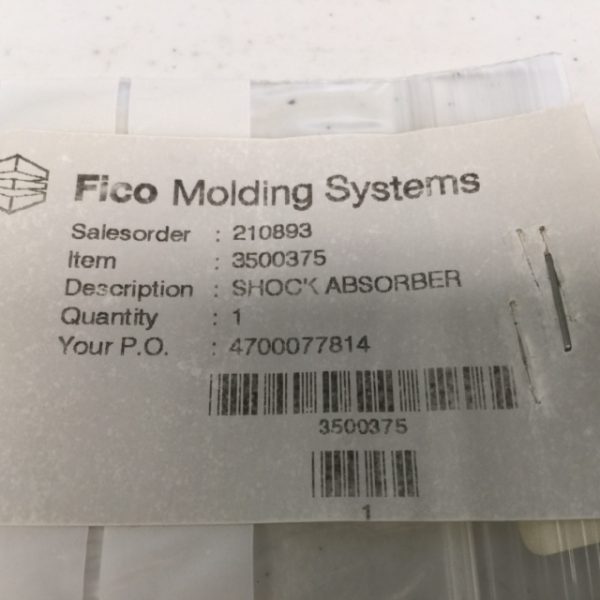 Fico Molding Systems
Salesorder : 210893
Item : 3500375
Description : SHOCK ABSORBER
Quantity : 1
Your P.O. : 4700077814
3500375
1